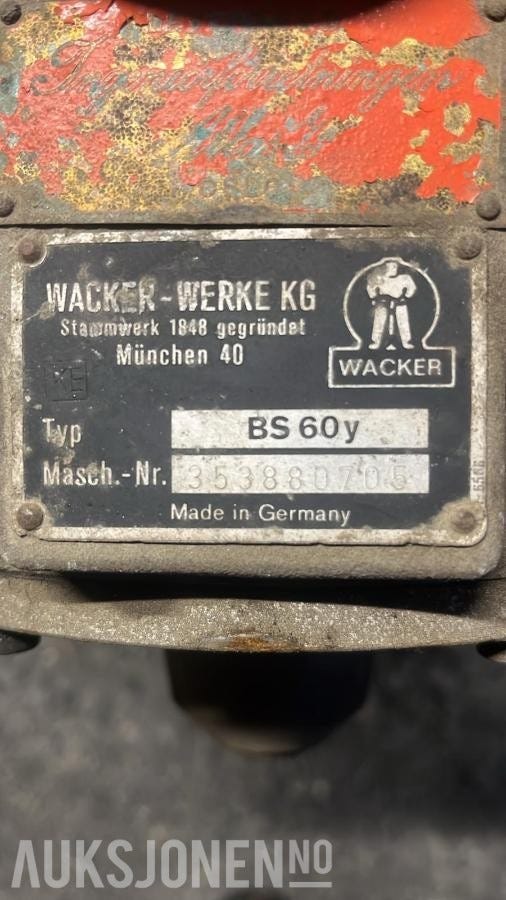 WACKER-WERKE KG
Stammwerk 1848 gegründet
München 40
WACKER
KE
Typ BS 60y
Masch.-Nr. 353880705
Made in Germany
AUKSJONEN NO